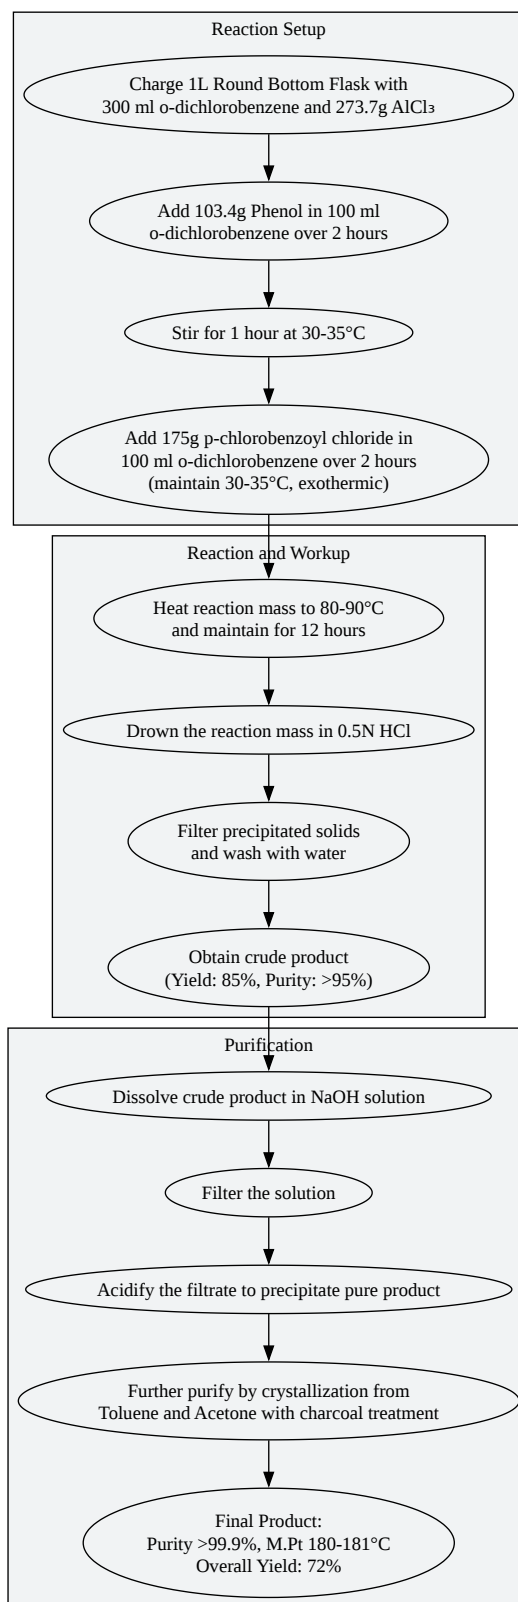 Reaction Setup
Charge 1L Round Bottom Flask with
300 ml o-dichlorobenzene and 273.7g AlCl₃
Add 103.4g Phenol in 100 ml
o-dichlorobenzene over 2 hours
Stir for 1 hour at 30-35°C
Add 175g p-chlorobenzoyl chloride in
100 ml o-dichlorobenzene over 2 hours
(maintain 30-35°C, exothermic)
Reaction and Workup
Heat reaction mass to 80-90°C
and maintain for 12 hours
Drown the reaction mass in 0.5N HCl
Filter precipitated solids
and wash with water
Obtain crude product
(Yield: 85%, Purity: >95%)
Purification
Dissolve crude product in NaOH solution
Filter the solution
Acidify the filtrate to precipitate pure product
Further purify by crystallization from
Toluene and Acetone with charcoal treatment
Final Product:
Purity >99.9%, M.Pt 180-181°C
Overall Yield: 72%